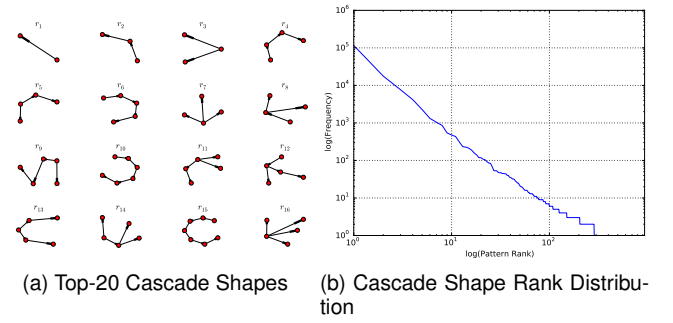 r1 r2 r3 r4
r5 r6 r7 r8
r9 r10 r11 r12
r13 r14 r15 r16
(a) Top-20 Cascade Shapes
log(Frequency)
10^6
10^5
10^4
10^3
10^2
10^1
10^0
10^0 10^1 10^2
log(Pattern Rank)
(b) Cascade Shape Rank Distribu-
tion